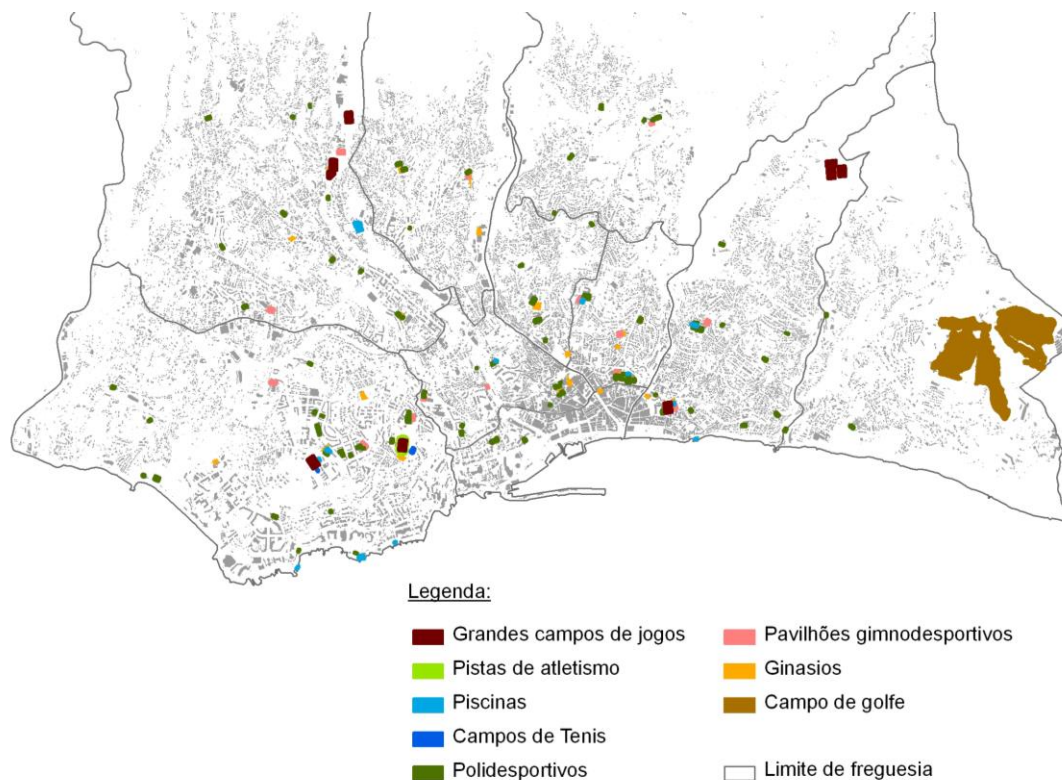 Legenda:
Grandes campos de jogos
Pistas de atletismo
Piscinas
Campos de Tenis
Polidesportivos
Pavilhões gimnodesportivos
Ginasios
Campo de golfe
Limite de freguesia